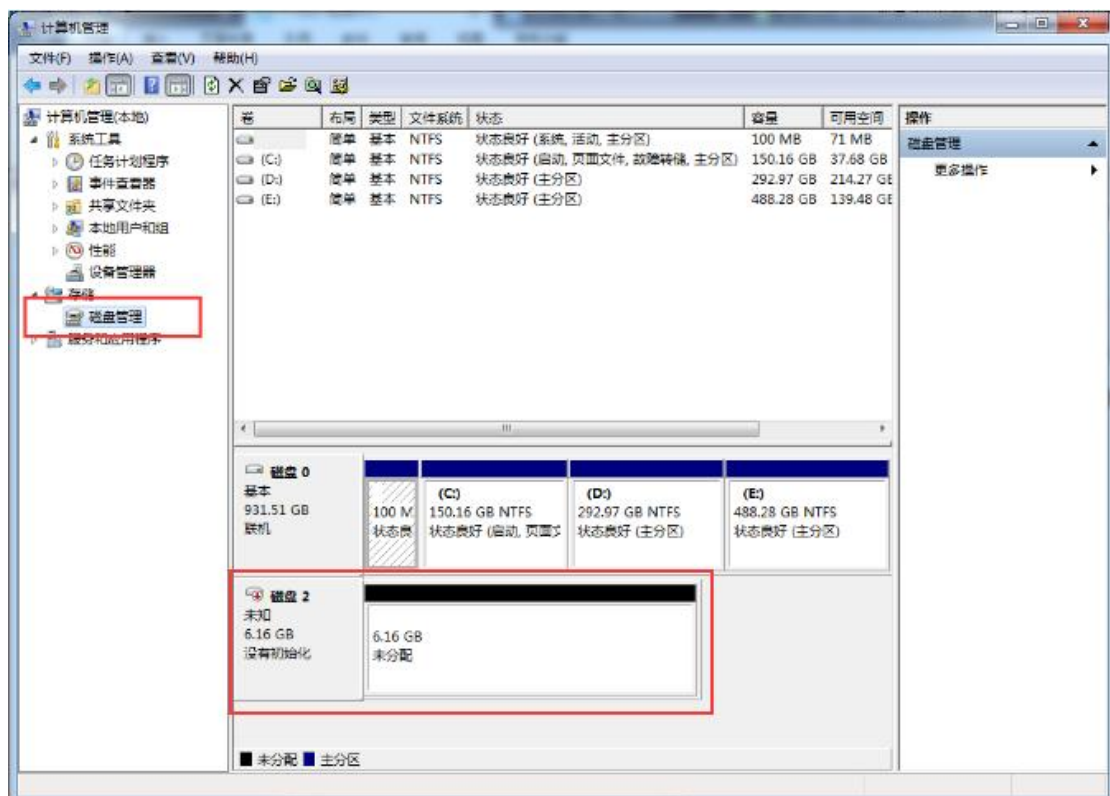 计算机管理
文件(F) 操作(A) 查看(V) 帮助(H)
计算机管理(本地)
系统工具
任务计划程序
事件查看器
共享文件夹
本地用户和组
性能
设备管理器
存储
磁盘管理
服务和应用程序
卷 布局 类型 文件系统 状态 容量 可用空间
简单 基本 NTFS 状态良好 (系统, 活动, 主分区) 100 MB 71 MB
(C:) 简单 基本 NTFS 状态良好 (启动, 页面文件, 故障转储, 主分区) 150.16 GB 37.68 GB
(D:) 简单 基本 NTFS 状态良好 (主分区) 292.97 GB 214.27 GB
(E:) 简单 基本 NTFS 状态良好 (主分区) 488.28 GB 139.48 GB
操作
磁盘管理
更多操作
磁盘 0
基本
931.51 GB
联机
100 M
状态良
(C:)
150.16 GB NTFS
状态良好 (启动, 页面文
(D:)
292.97 GB NTFS
状态良好 (主分区)
(E:)
488.28 GB NTFS
状态良好 (主分区)
磁盘 2
未知
6.16 GB
没有初始化
6.16 GB
未分配
未分配 主分区